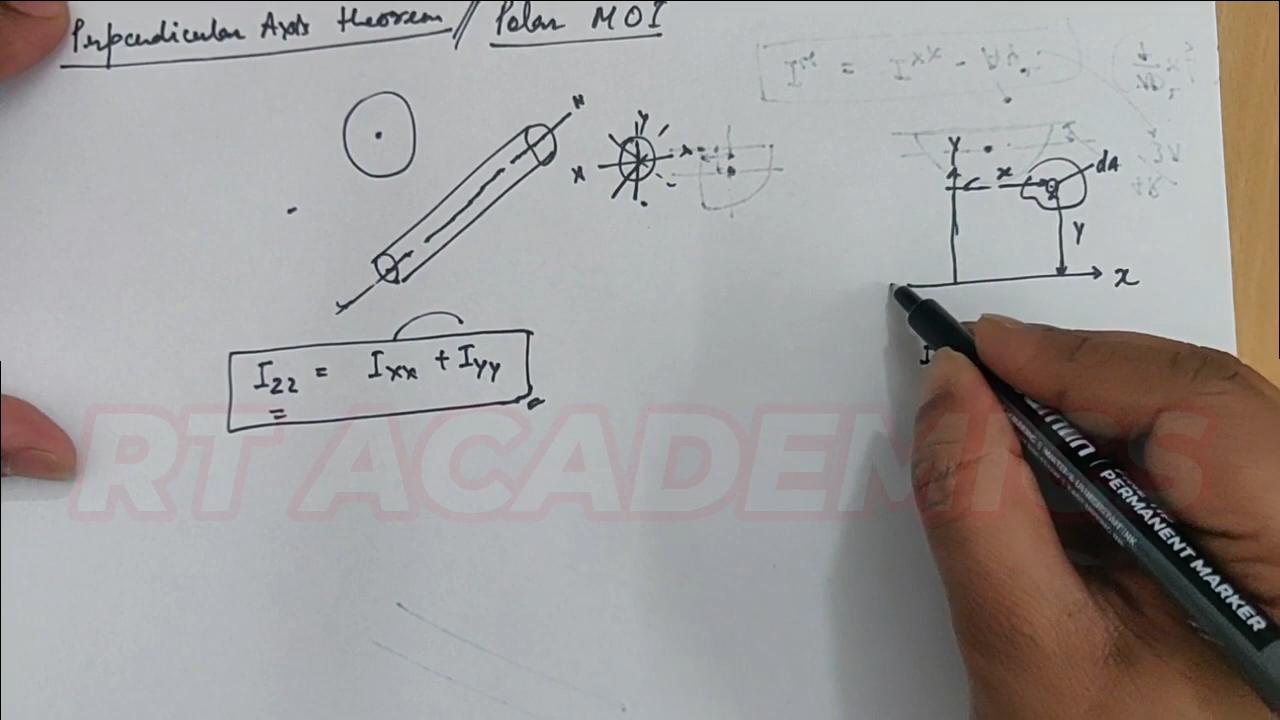 Perpendicular Axis theorem // Polar MOI
Y
X
dA
x
Y
Y
x
I
Izz = Ixx + Iyy
=
RT ACADEMICS
PERMANENT MARKER